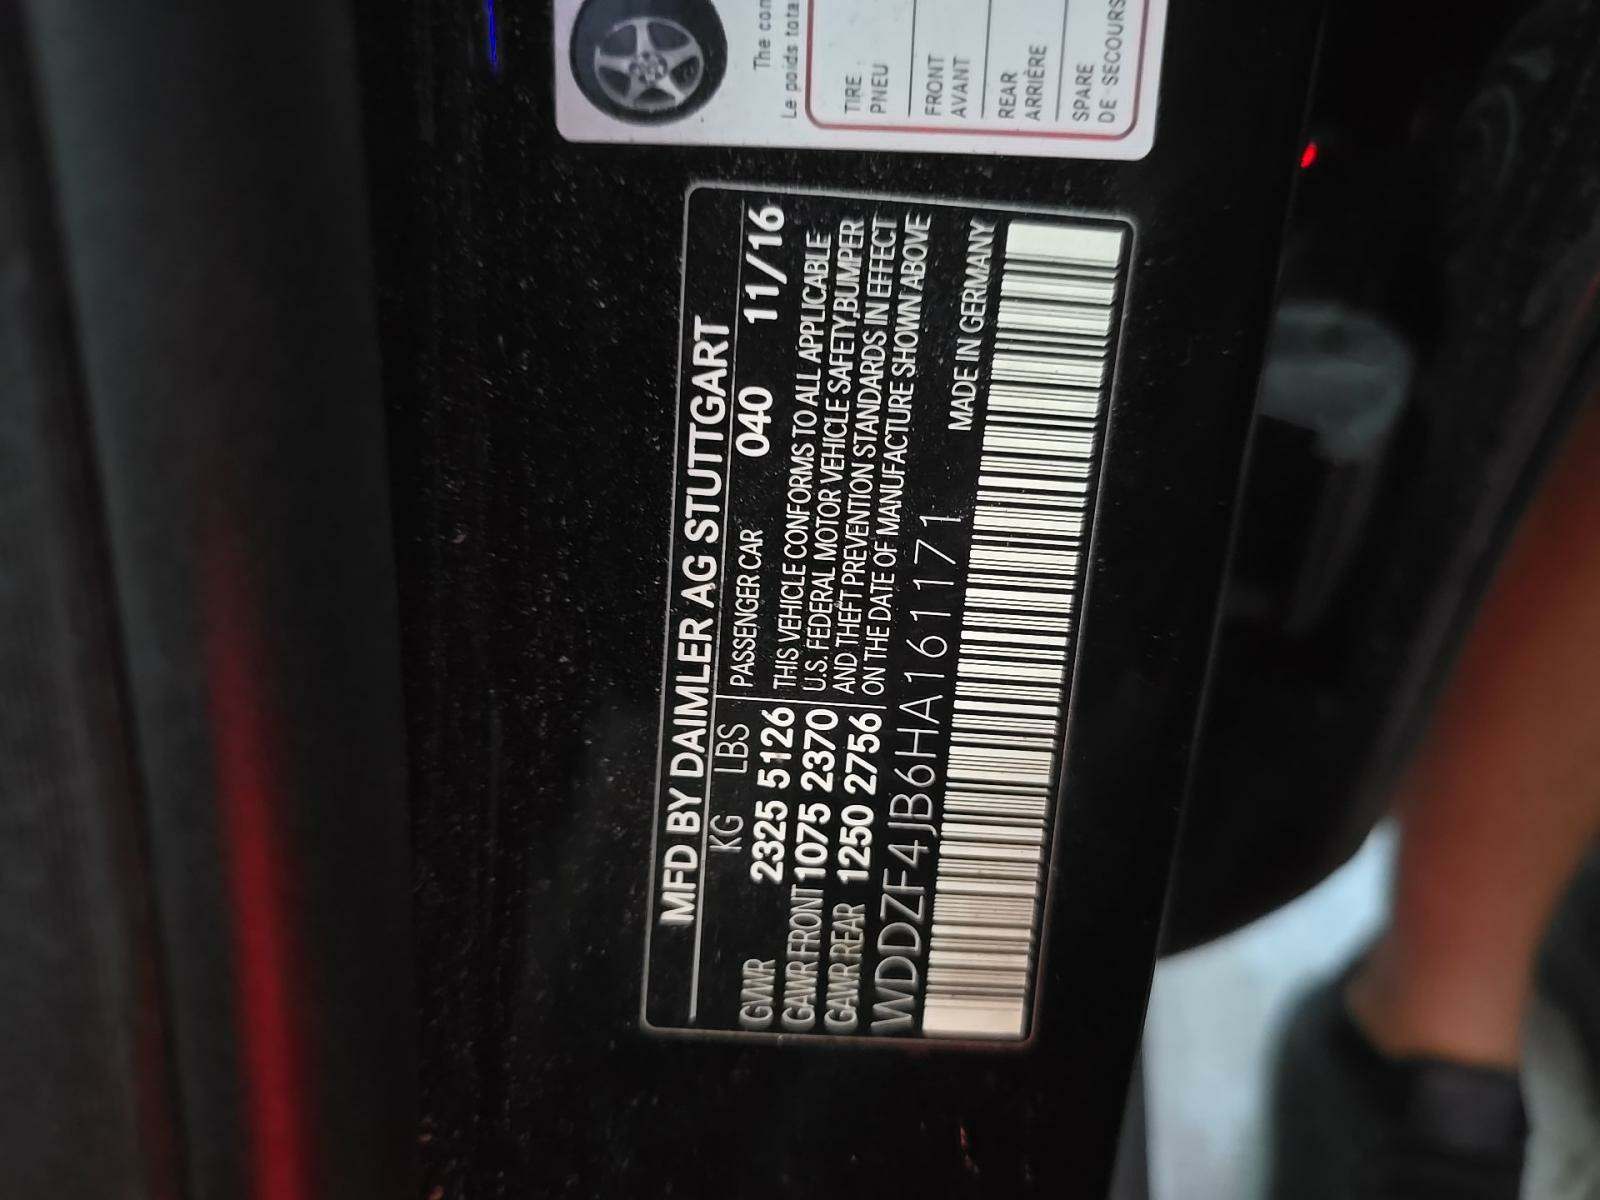 The con
Le poids tota
TIRE
PNEU
FRONT
AVANT
REAR
ARRIÈRE
SPARE
DE SECOURS
MFD BY DAIMLER AG STUTTGART
KG LBS PASSENGER CAR 040 11/16
GVWR 2325 5126 THIS VEHICLE CONFORMS TO ALL APPLICABLE
GAWR FRONT 1075 2370 U.S. FEDERAL MOTOR VEHICLE SAFETY,BUMPER
GAWR REAR 1250 2756 AND THEFT PREVENTION STANDARDS IN EFFECT
ON THE DATE OF MANUFACTURE SHOWN ABOVE
WDDZF4JB6HA161171 MADE IN GERMANY